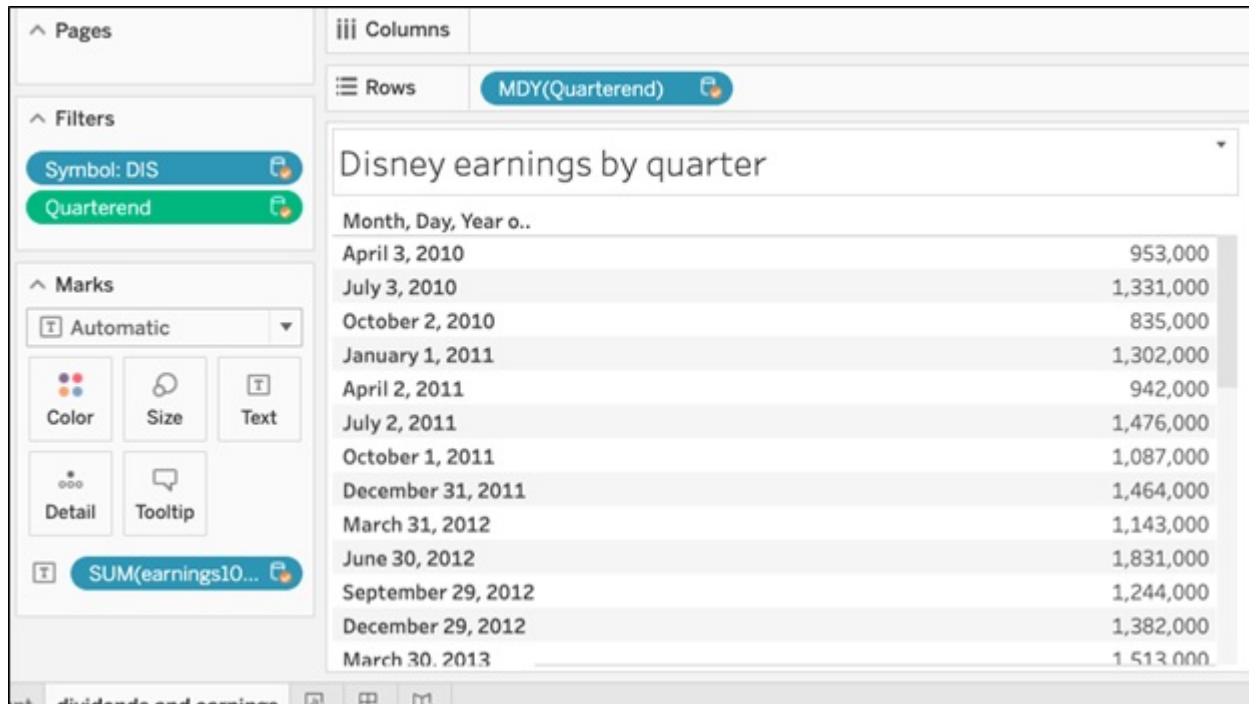 Pages
Columns
Rows
MDY(Quarterend)
Filters
Symbol: DIS
Quarterend
Marks
Automatic
Color
Size
Text
Detail
Tooltip
SUM(earnings10...
Disney earnings by quarter
Month, Day, Year o..
April 3, 2010 953,000
July 3, 2010 1,331,000
October 2, 2010 835,000
January 1, 2011 1,302,000
April 2, 2011 942,000
July 2, 2011 1,476,000
October 1, 2011 1,087,000
December 31, 2011 1,464,000
March 31, 2012 1,143,000
June 30, 2012 1,831,000
September 29, 2012 1,244,000
December 29, 2012 1,382,000
March 30, 2013 1,513,000
dividends and earnings